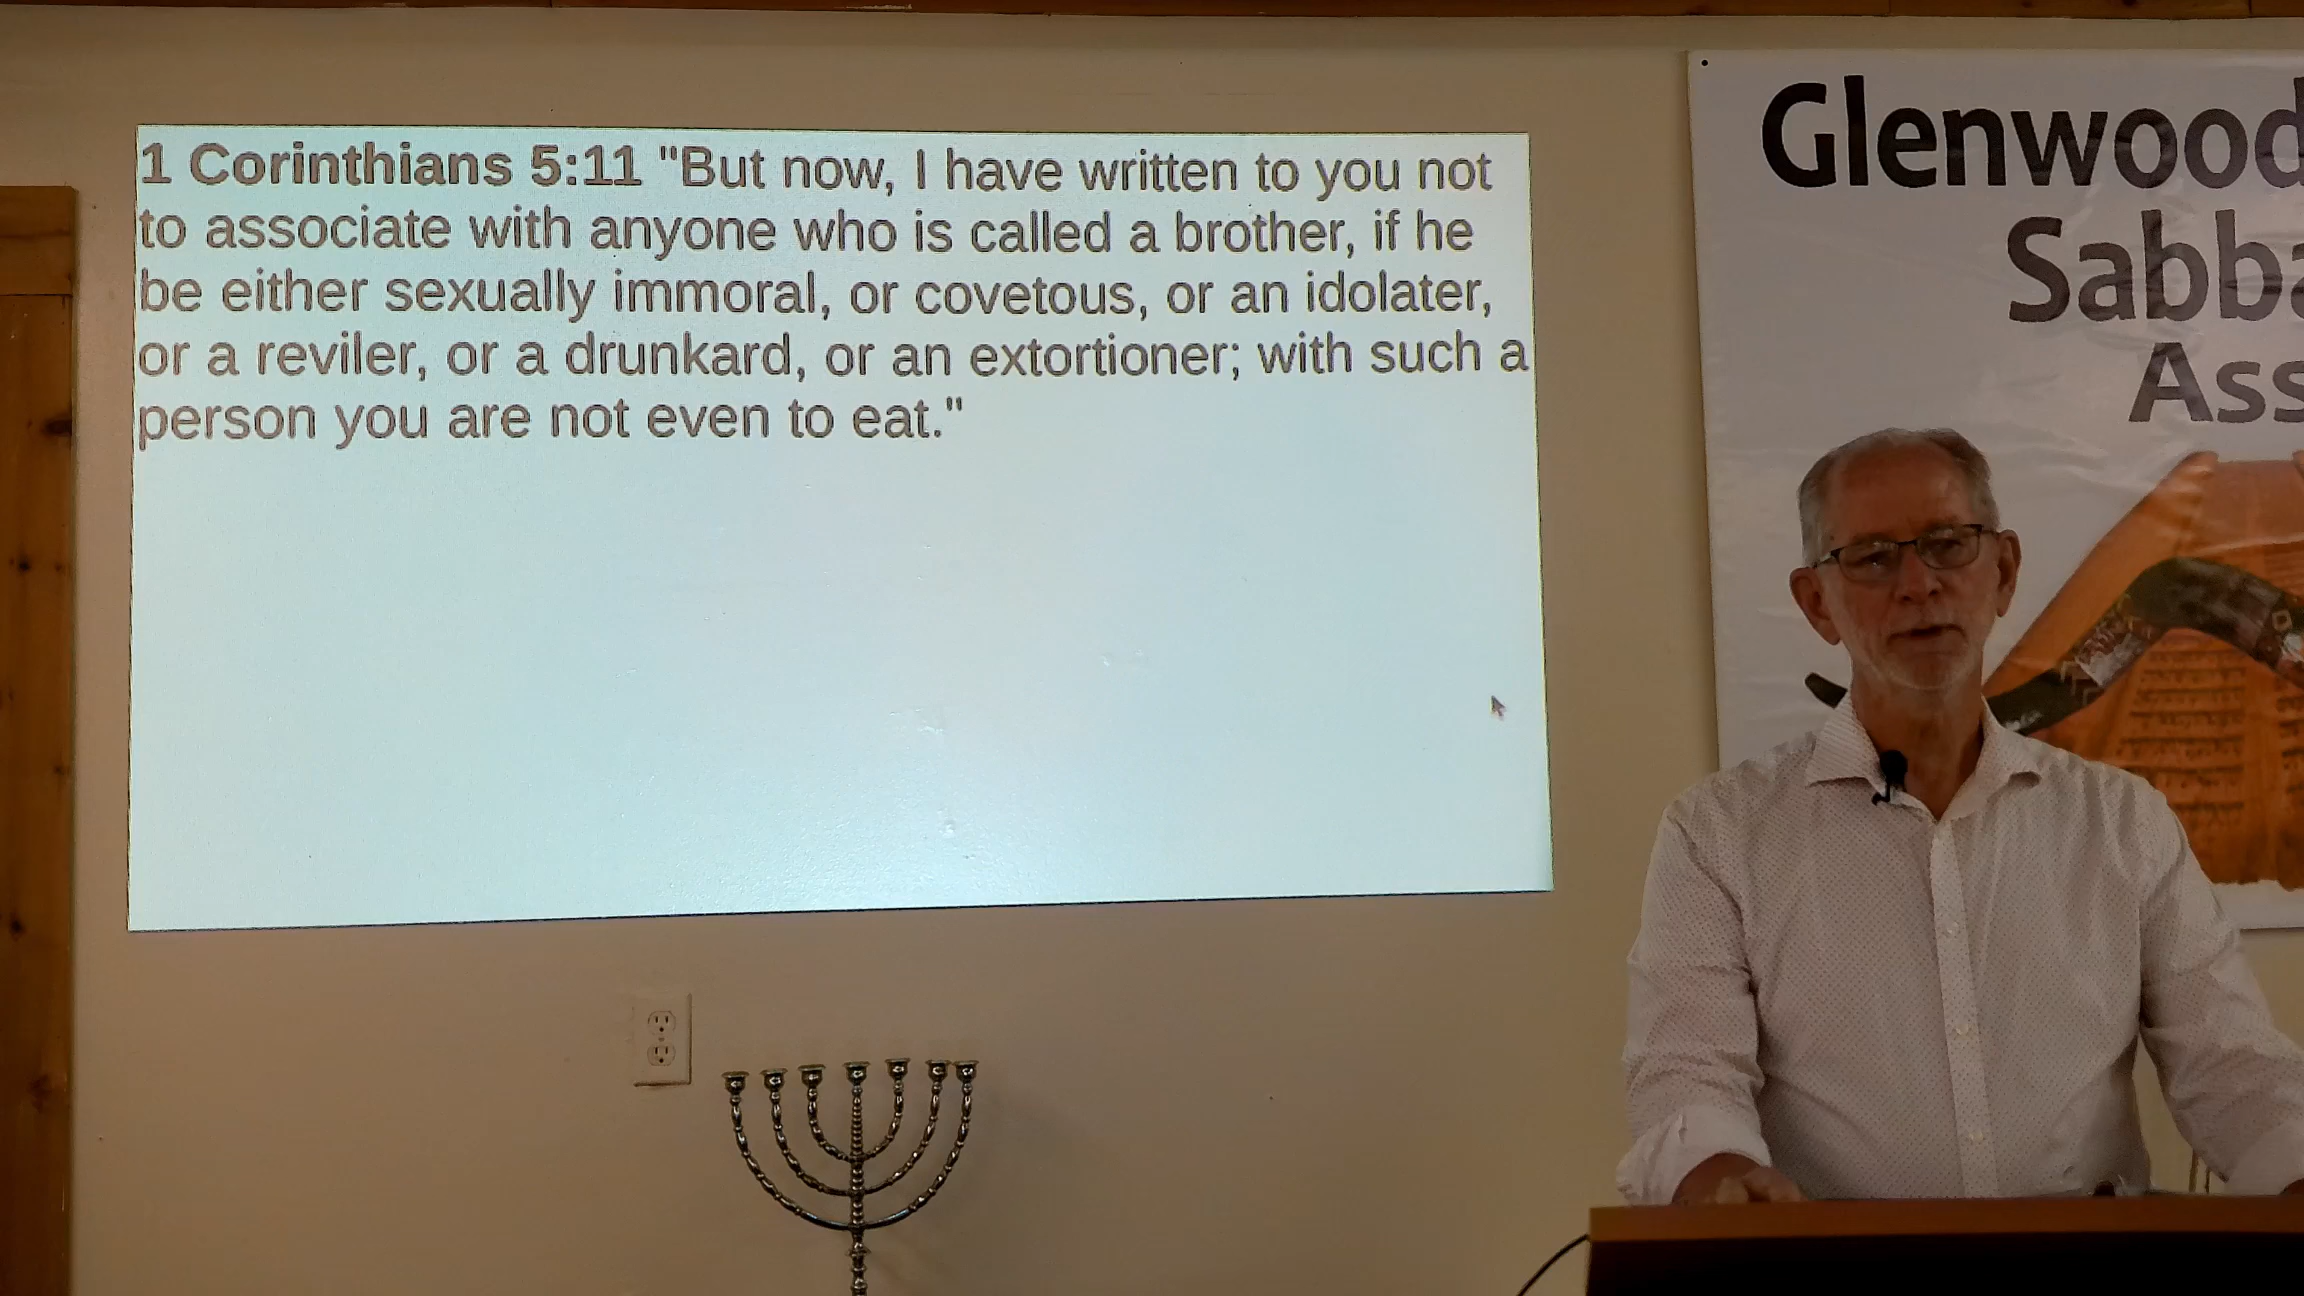 1 Corinthians 5:11 "But now, I have written to you not
to associate with anyone who is called a brother, if he
be either sexually immoral, or covetous, or an idolater,
or a reviler, or a drunkard, or an extortioner; with such a
person you are not even to eat."
Glenwood
Sabba
Ass